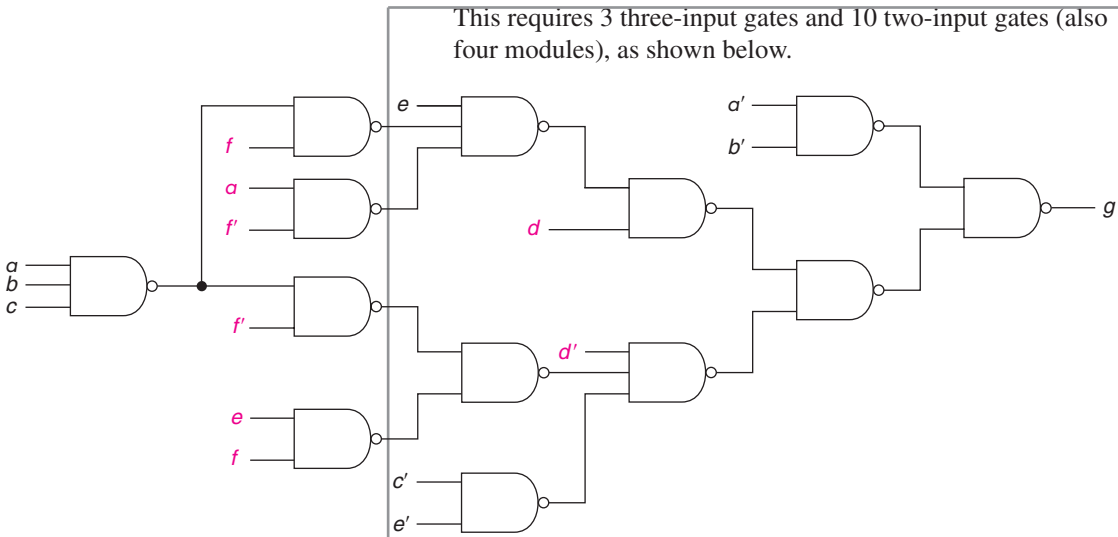 This requires 3 three-input gates and 10 two-input gates (also
four modules), as shown below.
e
a′
f
b′
a
f′
d
g
a
b
c
f′
d′
e
f
c′
e′